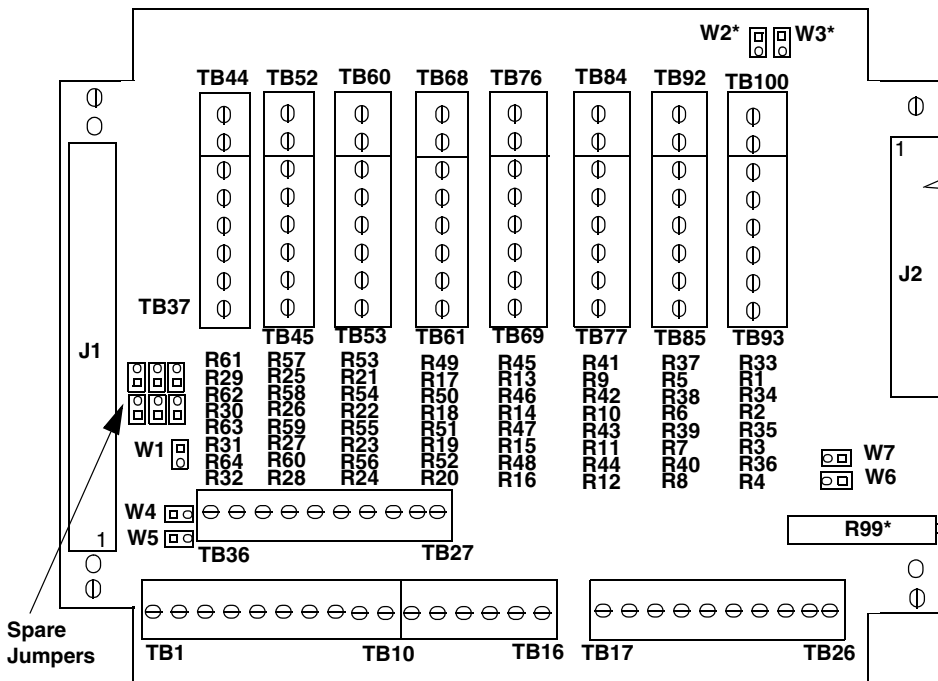 W2* W3*
TB44 TB52 TB60 TB68 TB76 TB84 TB92 TB100
1
J2
TB37
TB45 TB53 TB61 TB69 TB77 TB85 TB93
J1
R61 R57 R53 R49 R45 R41 R37 R33
R29 R25 R21 R17 R13 R9 R5 R1
R62 R58 R54 R50 R46 R42 R38 R34
R30 R26 R22 R18 R14 R10 R6 R2
R63 R59 R55 R51 R47 R43 R39 R35
R31 R27 R23 R19 R15 R11 R7 R3
R64 R60 R56 R52 R48 R44 R40 R36
R32 R28 R24 R20 R16 R12 R8 R4
W1
W7
W6
W4
W5
1
R99*
TB36 TB27
Spare
Jumpers
TB1 TB10 TB16 TB17 TB26